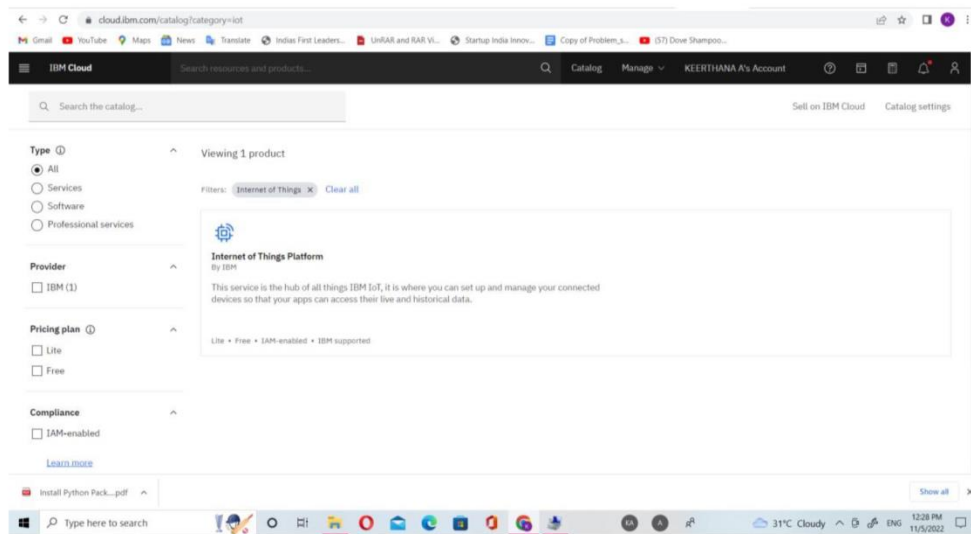 cloud.ibm.com/catalog?category=iot
Gmail YouTube Maps News Translate Indias First Leaders... UnRAR and RAR Vi... Startup India Innov... Copy of Problem_s... (57) Dove Shampoo...
IBM Cloud Search resources and products... Catalog Manage KEERTHANA A's Account
Search the catalog... Sell on IBM Cloud Catalog settings
Type
All
Services
Software
Professional services
Provider
IBM (1)
Pricing plan
Lite
Free
Compliance
IAM-enabled
Learn more
Viewing 1 product
Filters: Internet of Things × Clear all
Internet of Things Platform
By IBM
This service is the hub of all things IBM IoT, it is where you can set up and manage your connected
devices so that your apps can access their live and historical data.
Lite • Free • IAM-enabled • IBM supported
Install Python Pack....pdf Show all
Type here to search KA A 31°C Cloudy ENG 12:28 PM
11/5/2022